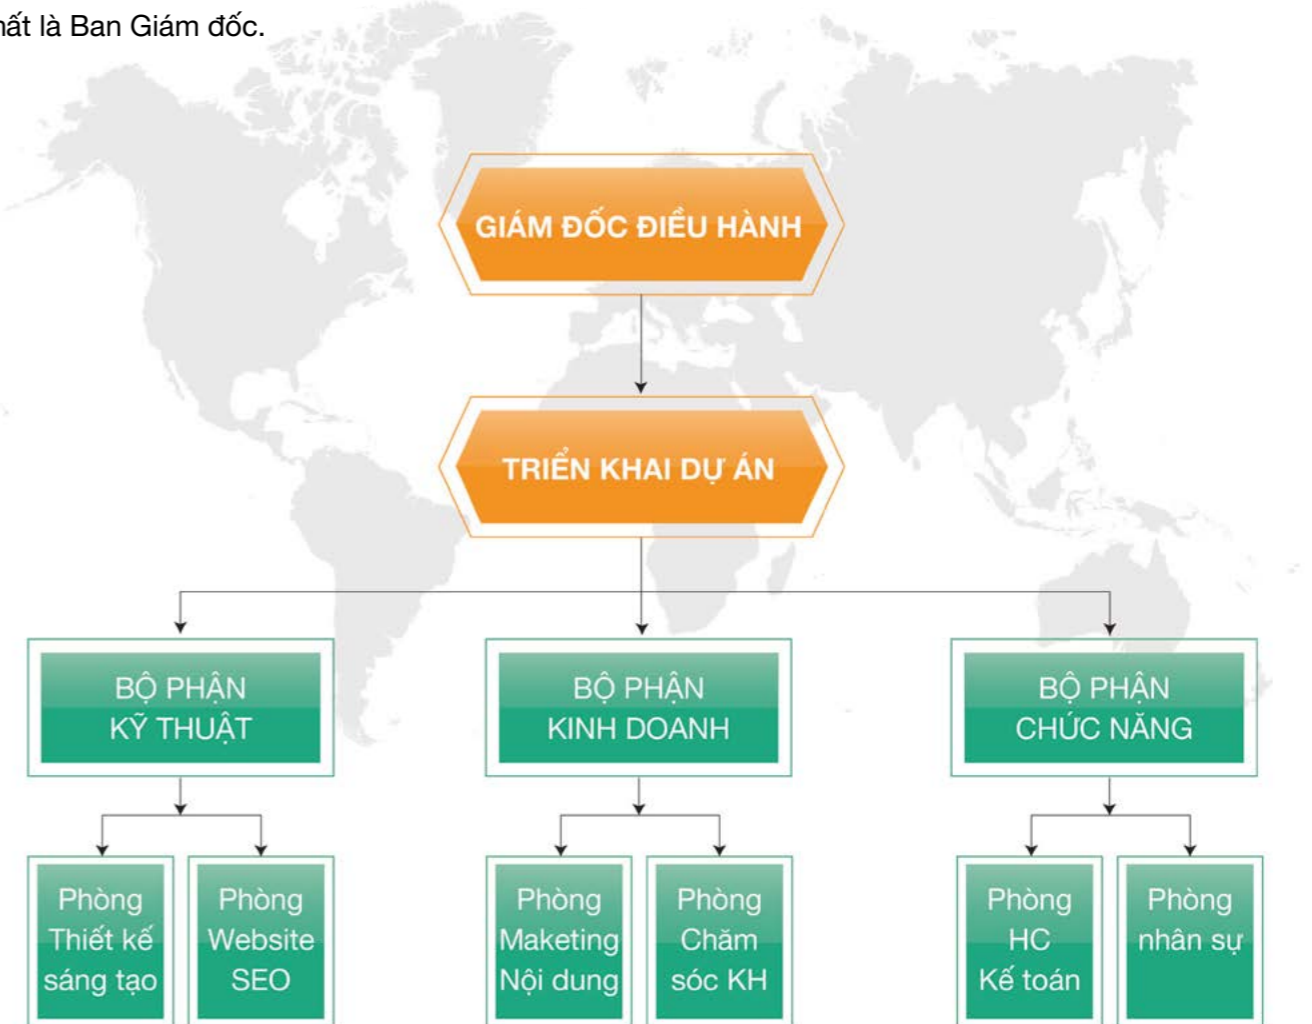 là Ban Giám đốc.
GIÁM ĐỐC ĐIỀU HÀNH
TRIỂN KHAI DỰ ÁN
BỘ PHẬN
KỸ THUẬT
BỘ PHẬN
KINH DOANH
BỘ PHẬN
CHỨC NĂNG
Phòng
Thiết kế
sáng tạo
Phòng
Website
SEO
Phòng
Maketing
Nội dung
Phòng
Chăm
sóc KH
Phòng
HC
Kế toán
Phòng
nhân sự